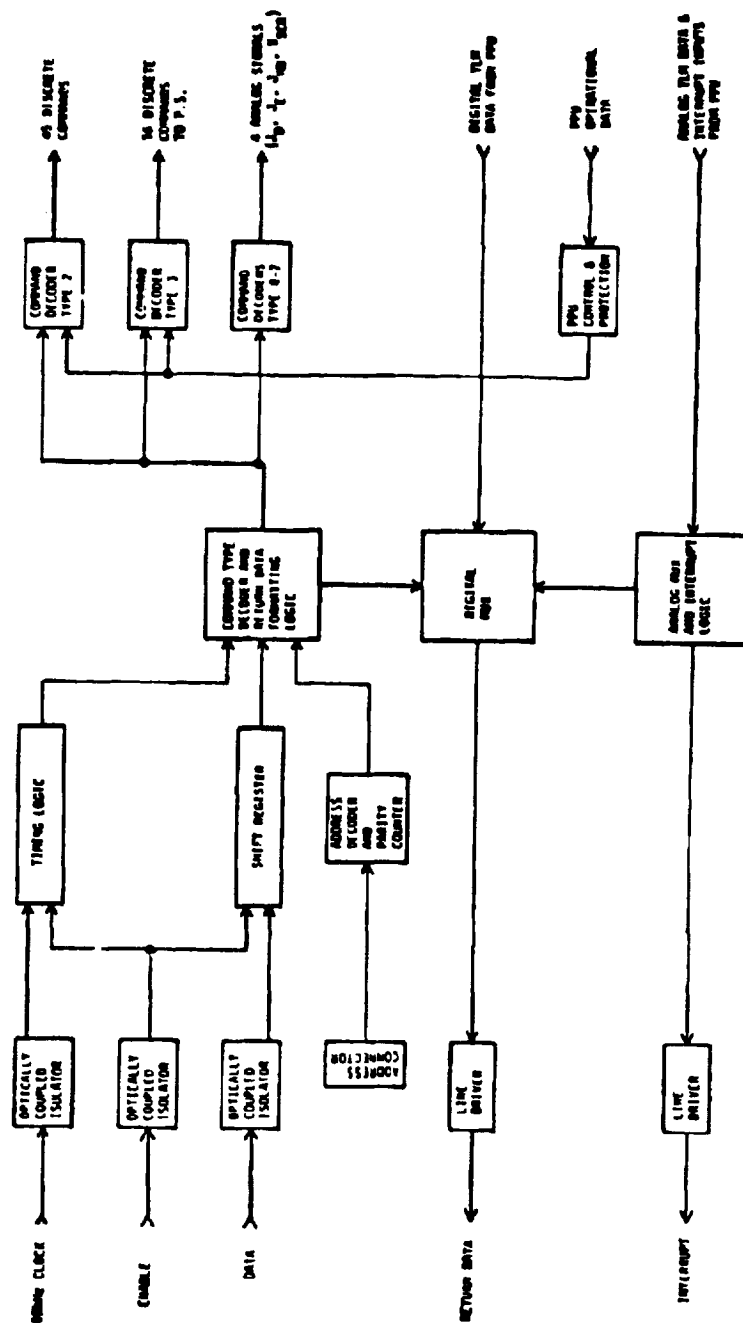 45 DISCRETE
COMMANDS
16 DISCRETE
COMMANDS
TO P.S.
4 ANALOG SIGNALS
DIGITAL TLM
DATA FROM PPU
PPU
OPERATIONAL
DATA
ANALOG TLM DATA &
INTERRUPT INPUTS
FROM PPU
COMMAND
DECODER
TYPE 2
COMMAND
DECODER
TYPE 3
COMMAND
DECODERS
TYPE
PPU
CONTROL &
PROTECTION
COMMAND TYPE
DECODER AND
RETURN DATA
FORMATTING
LOGIC
DIGITAL
MUX
ANALOG MUX
AND INTERRUPT
LOGIC
TIMING LOGIC
SHIFT REGISTER
ADDRESS
DECODER
AND
PARITY
COUNTER
OPTICALLY
COUPLED
ISOLATOR
OPTICALLY
COUPLED
ISOLATOR
OPTICALLY
COUPLED
ISOLATOR
ADDRESS
CONNECTOR
LINE
DRIVER
LINE
DRIVER
CLOCK
ENABLE
DATA
RETURN DATA
INTERRUPT